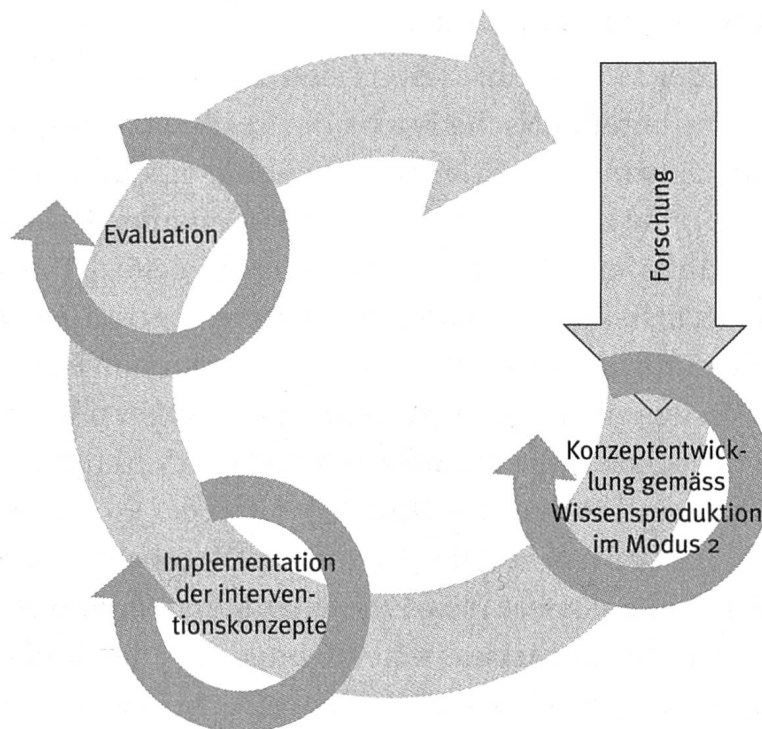 Forschung
Evaluation
Konzeptentwick-
lung gemäss
Wissensproduktion
im Modus 2
Implementation
der interven-
tionskonzepte